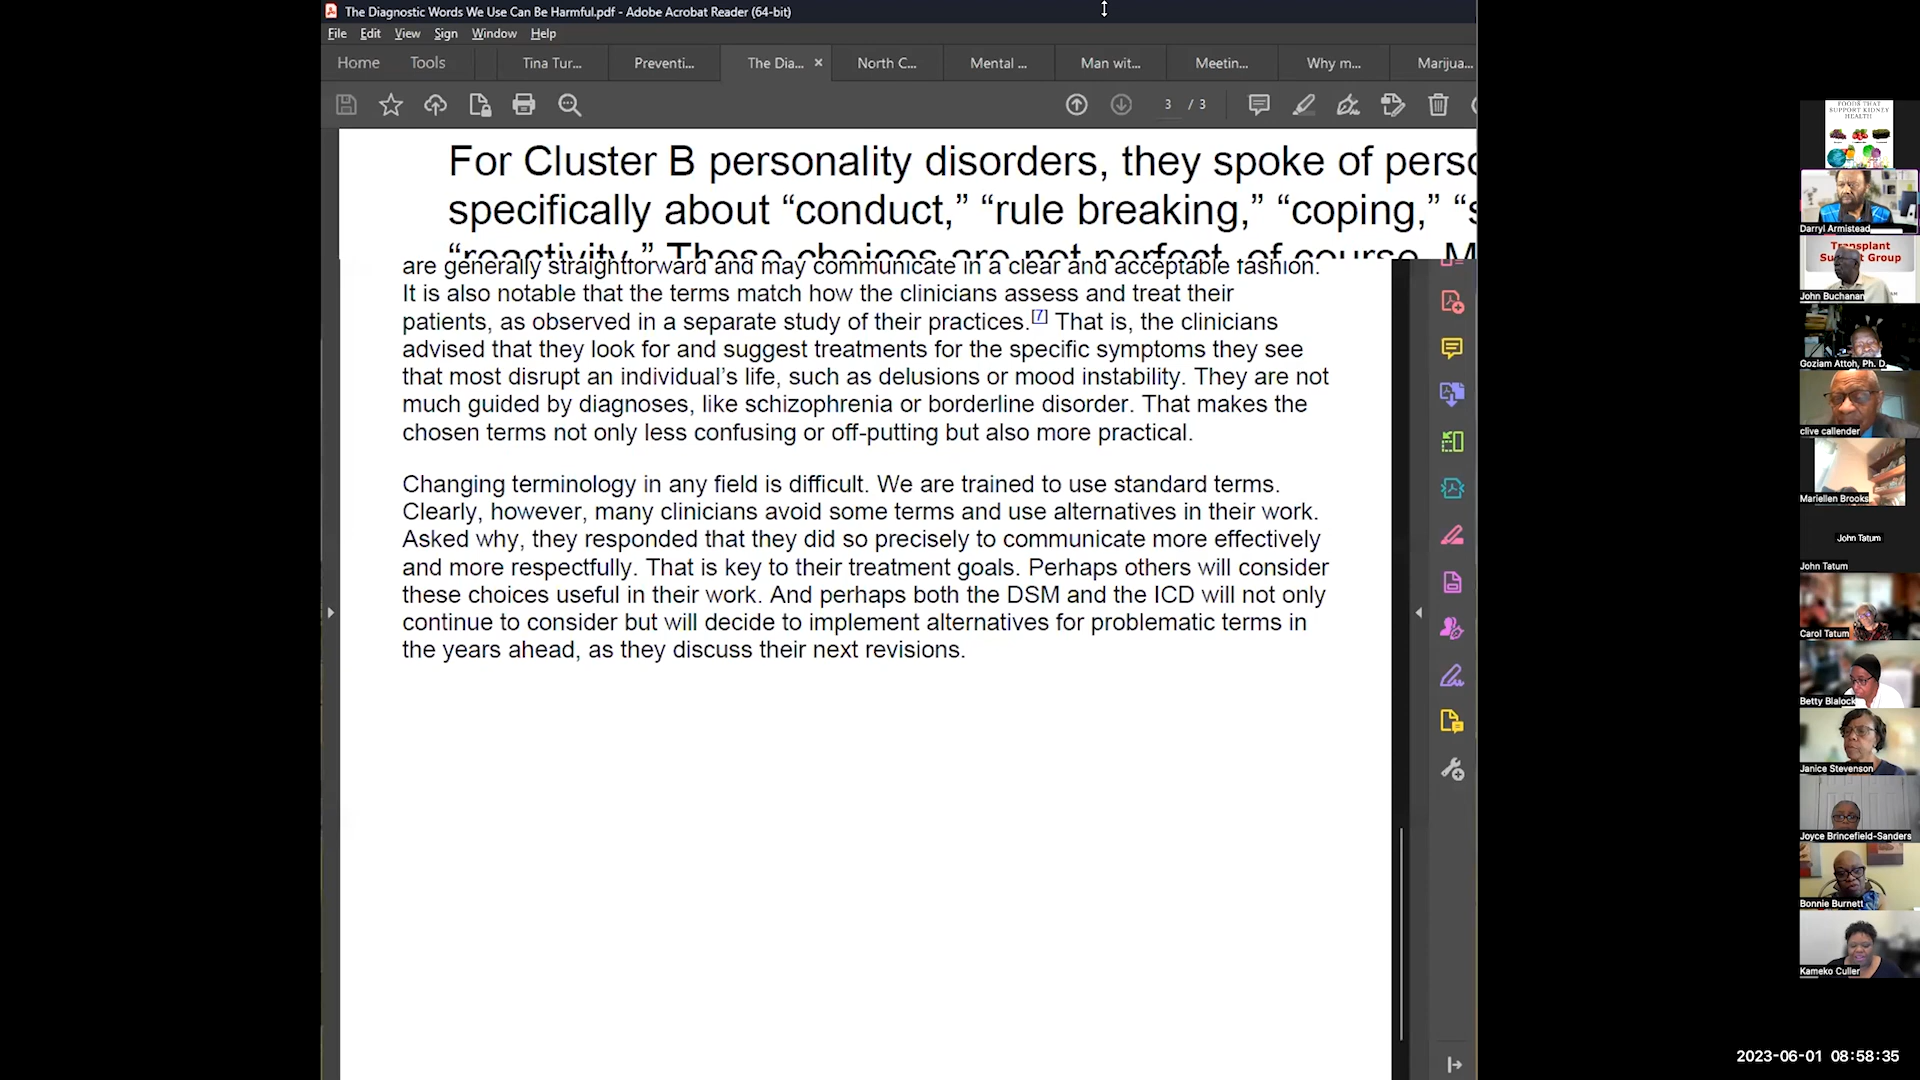 The Diagnostic Words We Use Can Be Harmful.pdf - Adobe Acrobat Reader (64-bit)
File Edit View Sign Window Help
Home Tools Tina Tur... Preventi... The Dia... × North C... Mental ... Man wit... Meetin... Why m... Marijua...
3 / 3
For Cluster B personality disorders, they spoke of perso
specifically about “conduct,” “rule breaking,” “coping,” “s
“reactivity.” These choices are not perfect, of course. M
are generally straightforward and may communicate in a clear and acceptable fashion.
It is also notable that the terms match how the clinicians assess and treat their
patients, as observed in a separate study of their practices.[7] That is, the clinicians
advised that they look for and suggest treatments for the specific symptoms they see
that most disrupt an individual’s life, such as delusions or mood instability. They are not
much guided by diagnoses, like schizophrenia or borderline disorder. That makes the
chosen terms not only less confusing or off-putting but also more practical.
Changing terminology in any field is difficult. We are trained to use standard terms.
Clearly, however, many clinicians avoid some terms and use alternatives in their work.
Asked why, they responded that they did so precisely to communicate more effectively
and more respectfully. That is key to their treatment goals. Perhaps others will consider
these choices useful in their work. And perhaps both the DSM and the ICD will not only
continue to consider but will decide to implement alternatives for problematic terms in
the years ahead, as they discuss their next revisions.
FOODS THAT
SUPPORT KIDNEY
HEALTH
Darryl Armistead
Transplant
Group
John Buchanan
Goziam Attoh, Ph. D.
clive callender
Mariellen Brooks
John Tatum
John Tatum
Carol Tatum
Betty Blalock
Janice Stevenson
Joyce Brincefield-Sanders
Bonnie Burnett
Kameko Culler
2023-06-01 08:58:35